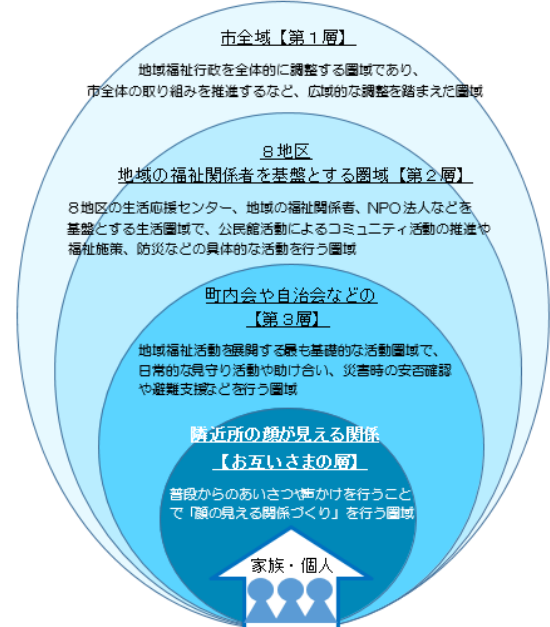 市全域【第１層】
地域福祉行政を全体的に調整する圏域であり、
市全体の取り組みを推進するなど、広域的な調整を踏まえた圏域
８地区
地域の福祉関係者を基盤とする圏域【第２層】
８地区の生活応援センター、地域の福祉関係者、NPO法人などを
基盤とする生活圏域で、公民館活動によるコミュニティ活動の推進や
福祉施策、防災などの具体的な活動を行う圏域
町内会や自治会などの
【第３層】
地域福祉活動を展開する最も基礎的な活動圏域で、
日常的な見守り活動や助け合い、災害時の安否確認
や避難支援などを行う圏域
隣近所の顔が見える関係
【お互いさまの層】
普段からのあいさつや声かけを行うこと
で「顔の見える関係づくり」を行う圏域
家族・個人